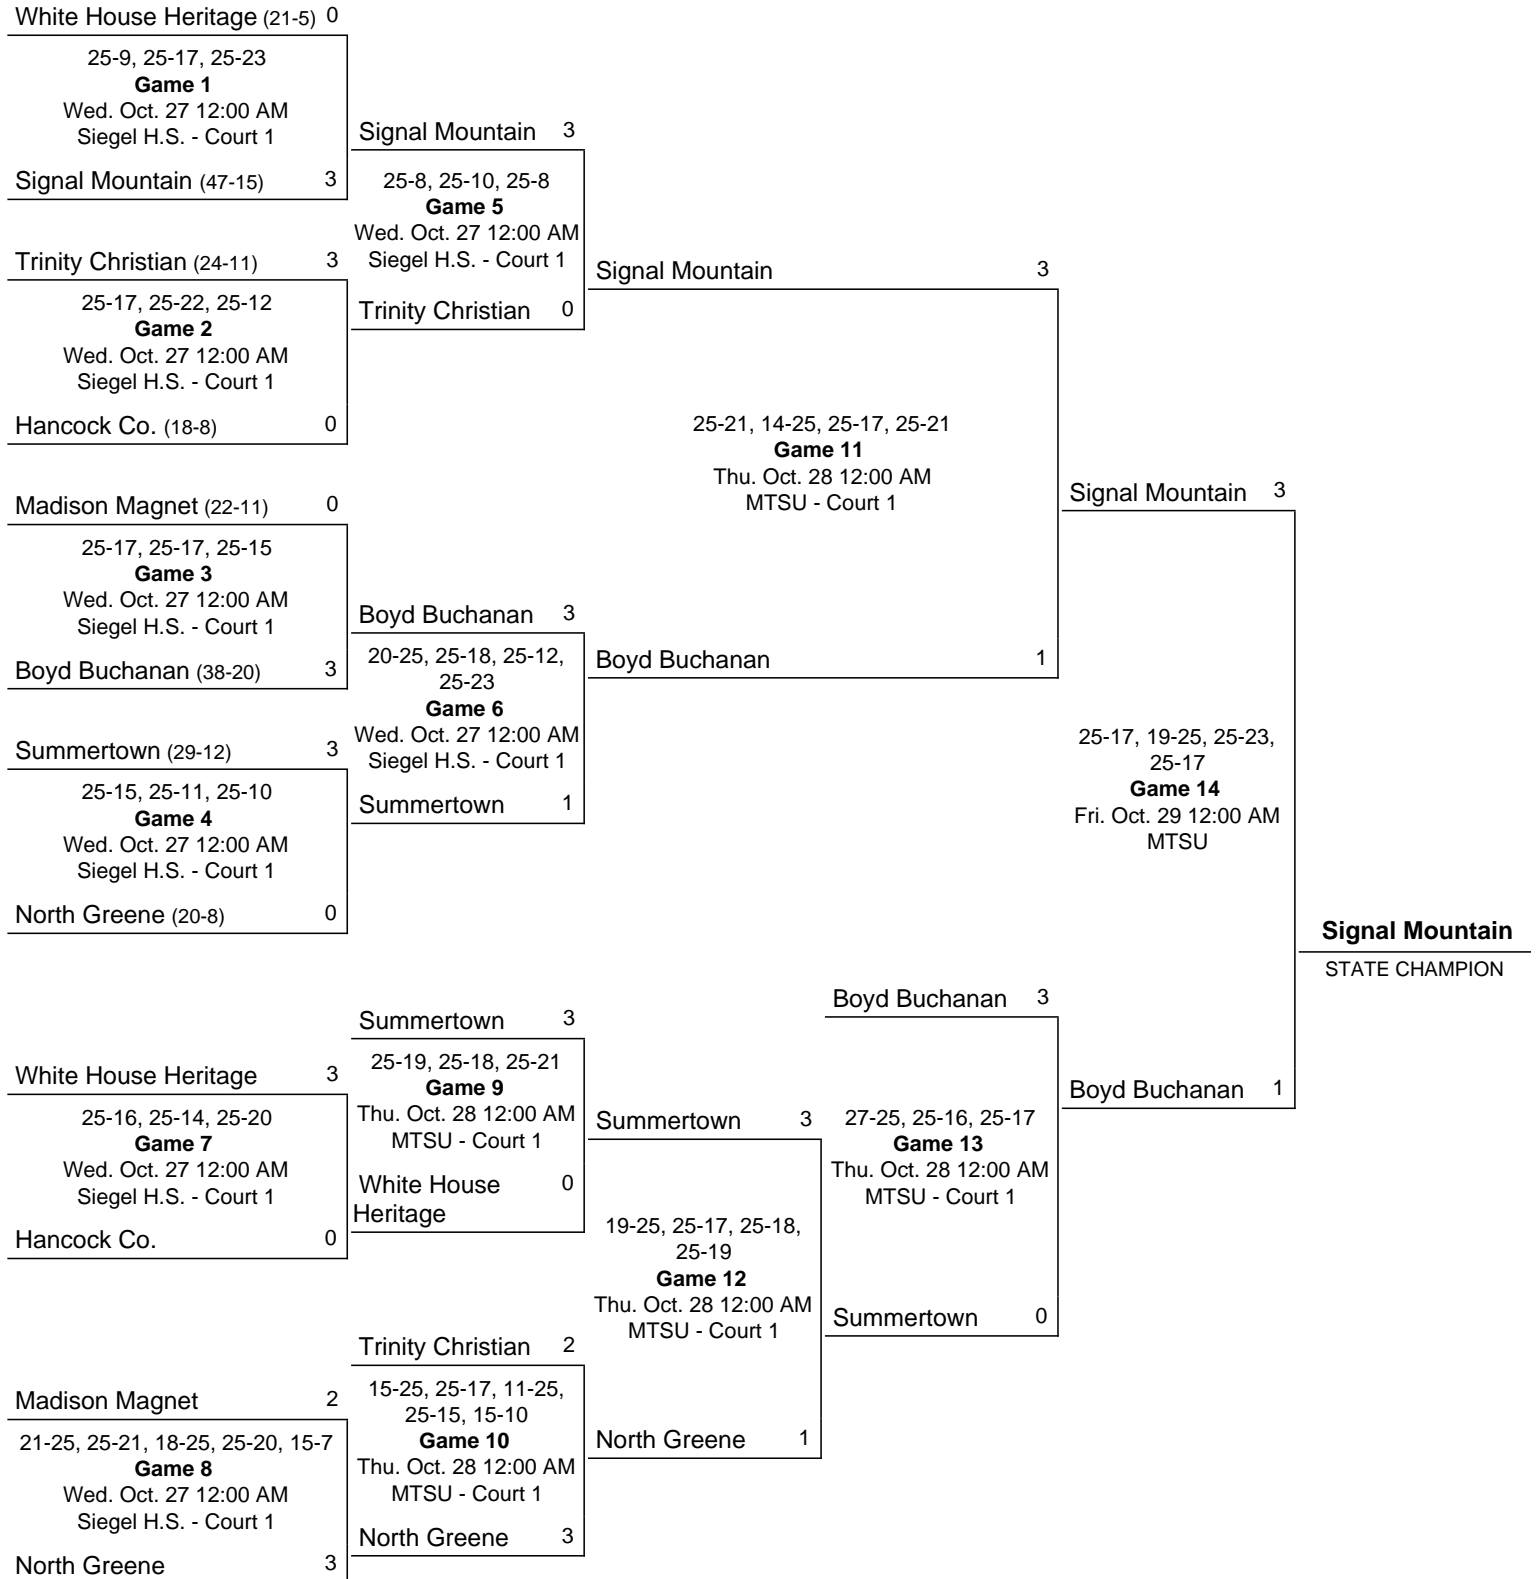 White House Heritage (21-5) 0
25-9, 25-17, 25-23
Game 1
Wed. Oct. 27 12:00 AM
Siegel H.S. - Court 1
Signal Mountain (47-15) 3
Trinity Christian (24-11) 3
25-17, 25-22, 25-12
Game 2
Wed. Oct. 27 12:00 AM
Siegel H.S. - Court 1
Hancock Co. (18-8) 0
Madison Magnet (22-11) 0
25-17, 25-17, 25-15
Game 3
Wed. Oct. 27 12:00 AM
Siegel H.S. - Court 1
Boyd Buchanan (38-20) 3
Summertown (29-12) 3
25-15, 25-11, 25-10
Game 4
Wed. Oct. 27 12:00 AM
Siegel H.S. - Court 1
North Greene (20-8) 0
Signal Mountain 3
25-8, 25-10, 25-8
Game 5
Wed. Oct. 27 12:00 AM
Siegel H.S. - Court 1
Trinity Christian 0
Boyd Buchanan 3
20-25, 25-18, 25-12,
25-23
Game 6
Wed. Oct. 27 12:00 AM
Siegel H.S. - Court 1
Summertown 1
Signal Mountain 3
25-21, 14-25, 25-17, 25-21
Game 11
Thu. Oct. 28 12:00 AM
MTSU - Court 1
Boyd Buchanan 1
Signal Mountain 3
25-17, 19-25, 25-23,
25-17
Game 14
Fri. Oct. 29 12:00 AM
MTSU
Boyd Buchanan 1
Signal Mountain
STATE CHAMPION
White House Heritage 3
25-16, 25-14, 25-20
Game 7
Wed. Oct. 27 12:00 AM
Siegel H.S. - Court 1
Hancock Co. 0
Madison Magnet 2
21-25, 25-21, 18-25, 25-20, 15-7
Game 8
Wed. Oct. 27 12:00 AM
Siegel H.S. - Court 1
North Greene 3
Summertown 3
25-19, 25-18, 25-21
Game 9
Thu. Oct. 28 12:00 AM
MTSU - Court 1
White House 0
Heritage
Trinity Christian 2
15-25, 25-17, 11-25,
25-15, 15-10
Game 10
Thu. Oct. 28 12:00 AM
MTSU - Court 1
North Greene 3
Summertown 3
19-25, 25-17, 25-18,
25-19
Game 12
Thu. Oct. 28 12:00 AM
MTSU - Court 1
North Greene 1
Boyd Buchanan 3
27-25, 25-16, 25-17
Game 13
Thu. Oct. 28 12:00 AM
MTSU - Court 1
Summertown 0